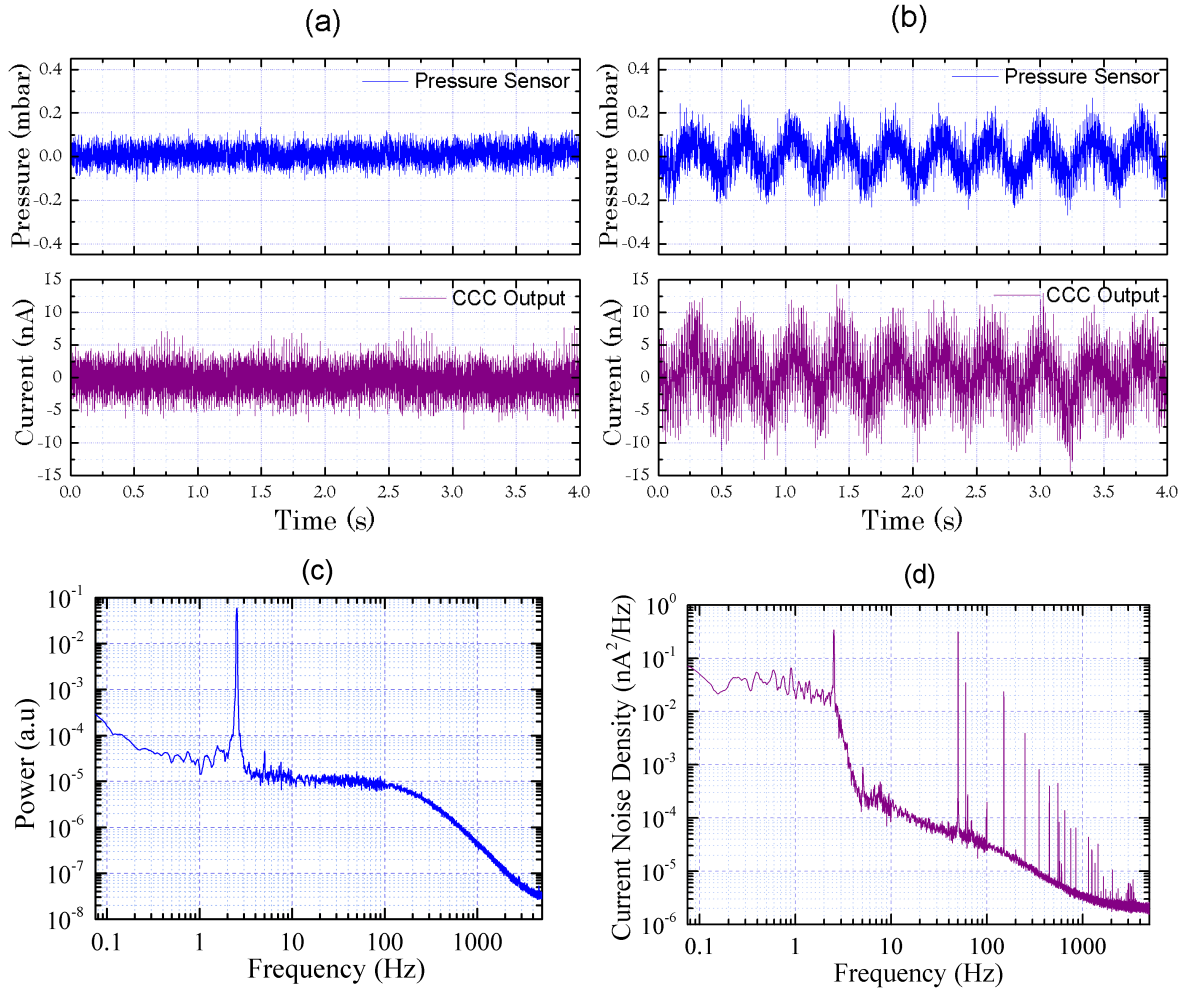 (a)
Pressure Sensor
0.4
0.2
0.0
-0.2
-0.4
Pressure (mbar)
CCC Output
15
10
5
0
-5
-10
-15
Current (nA)
0.0 0.5 1.0 1.5 2.0 2.5 3.0 3.5 4.0
Time (s)
(b)
Pressure Sensor
0.4
0.2
0.0
-0.2
-0.4
Pressure (mbar)
CCC Output
15
10
5
0
-5
-10
-15
Current (nA)
0.0 0.5 1.0 1.5 2.0 2.5 3.0 3.5 4.0
Time (s)
(c)
10^-1
10^-2
10^-3
10^-4
10^-5
10^-6
10^-7
10^-8
Power (a.u)
0.1 1 10 100 1000
Frequency (Hz)
(d)
10^0
10^-1
10^-2
10^-3
10^-4
10^-5
10^-6
Current Noise Density (nA^2/Hz)
0.1 1 10 100 1000
Frequency (Hz)